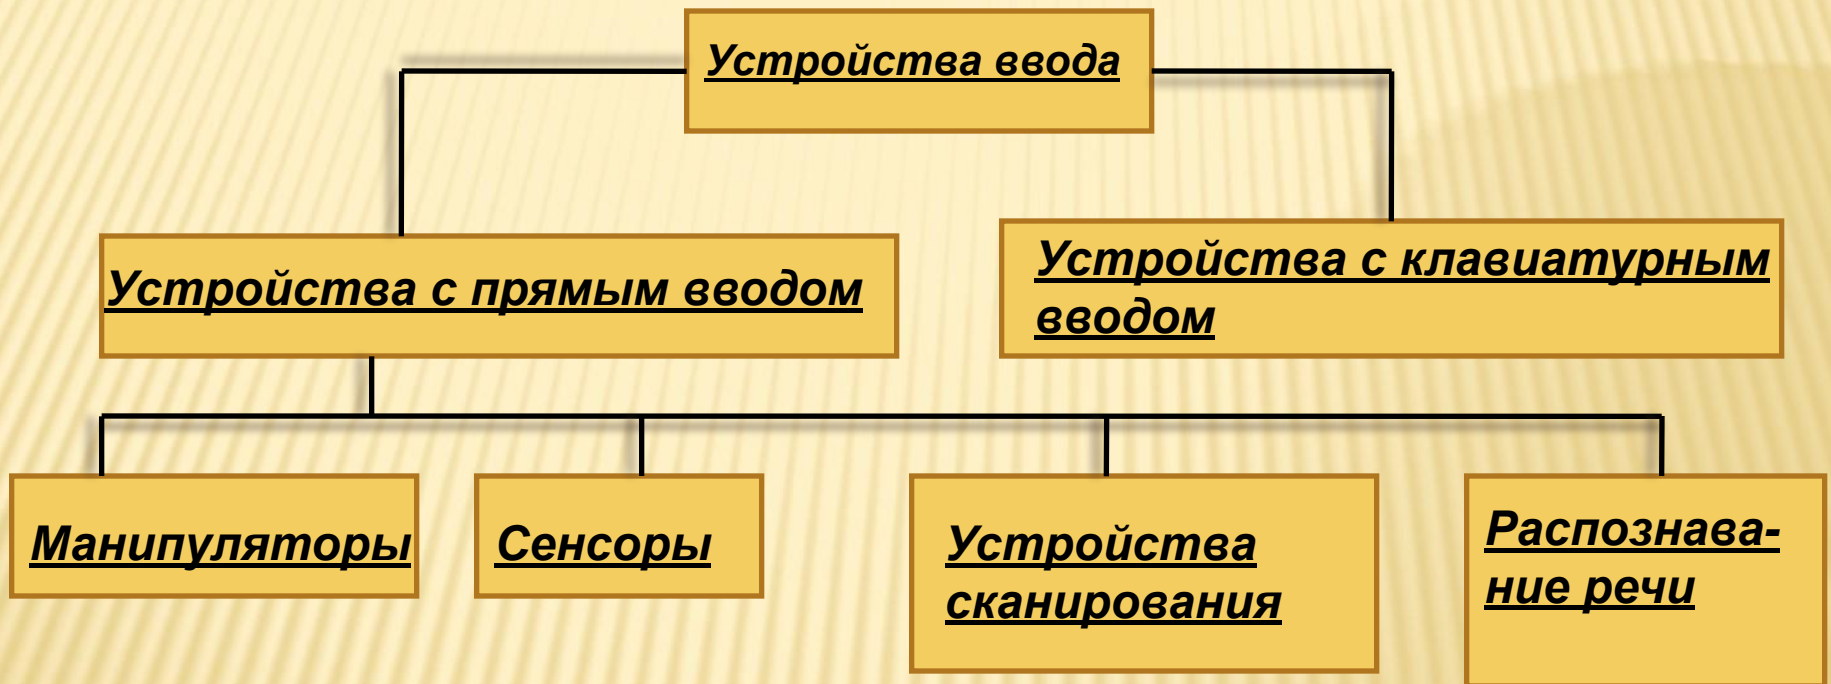 Устройства ввода
Устройства с прямым вводом
Устройства с клавиатурным
вводом
Манипуляторы
Сенсоры
Устройства
сканирования
Распознава-
ние речи